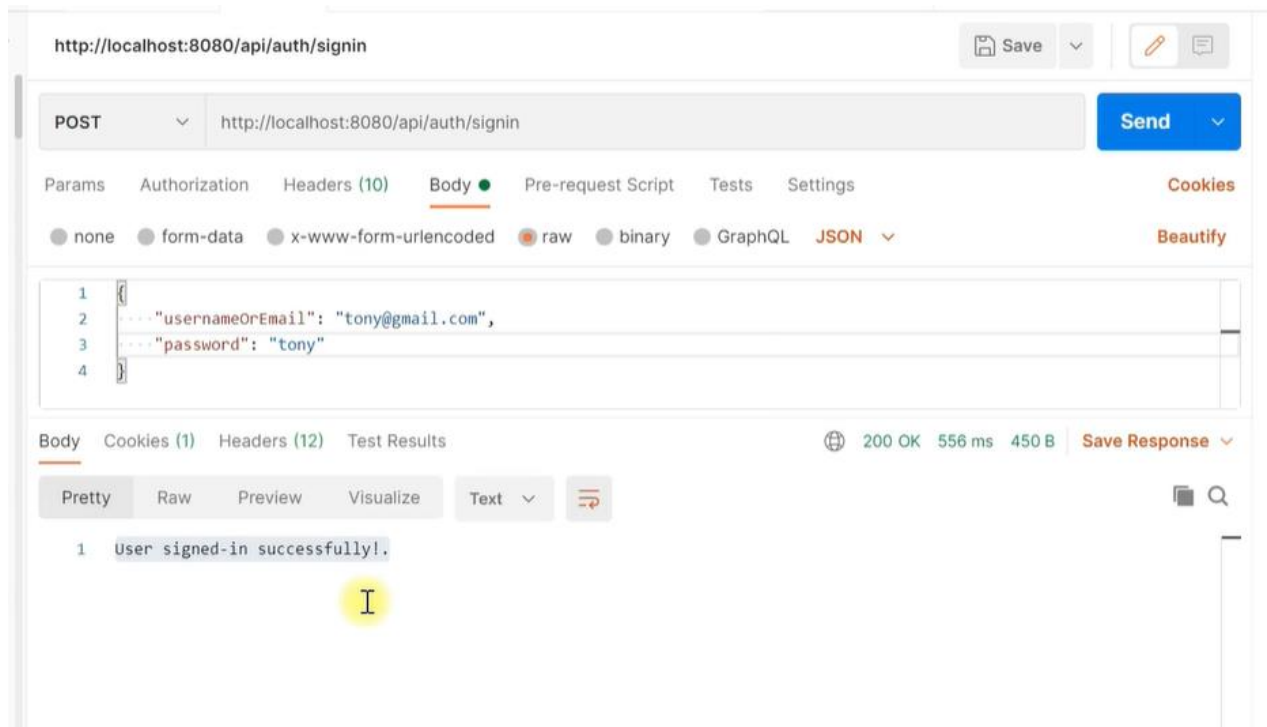 http://localhost:8080/api/auth/signin
Save
POST
http://localhost:8080/api/auth/signin
Send
Params Authorization Headers (10) Body Pre-request Script Tests Settings Cookies
none form-data x-www-form-urlencoded raw binary GraphQL JSON Beautify
1 {
2 "usernameOrEmail": "tony@gmail.com",
3 "password": "tony"
4 }
Body Cookies (1) Headers (12) Test Results 200 OK 556 ms 450 B Save Response
Pretty Raw Preview Visualize Text
1 User signed-in successfully!.